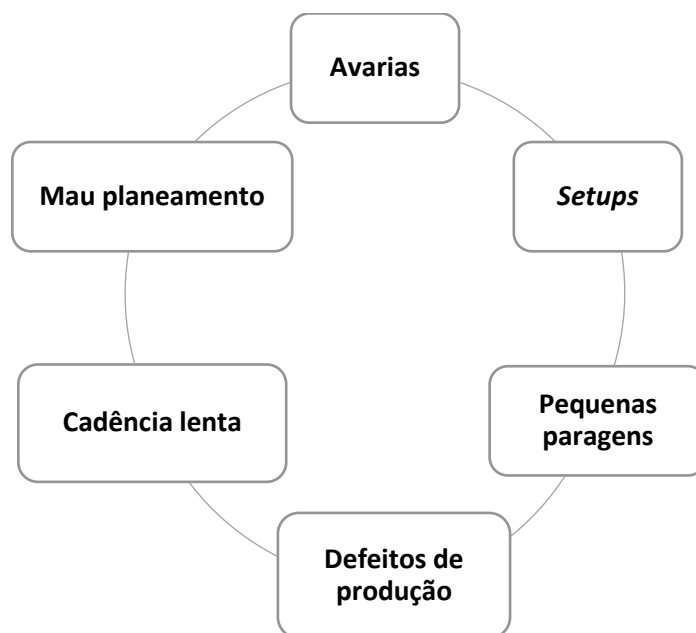 Avarias
Setups
Pequenas
paragens
Defeitos de
produção
Cadência lenta
Mau planeamento